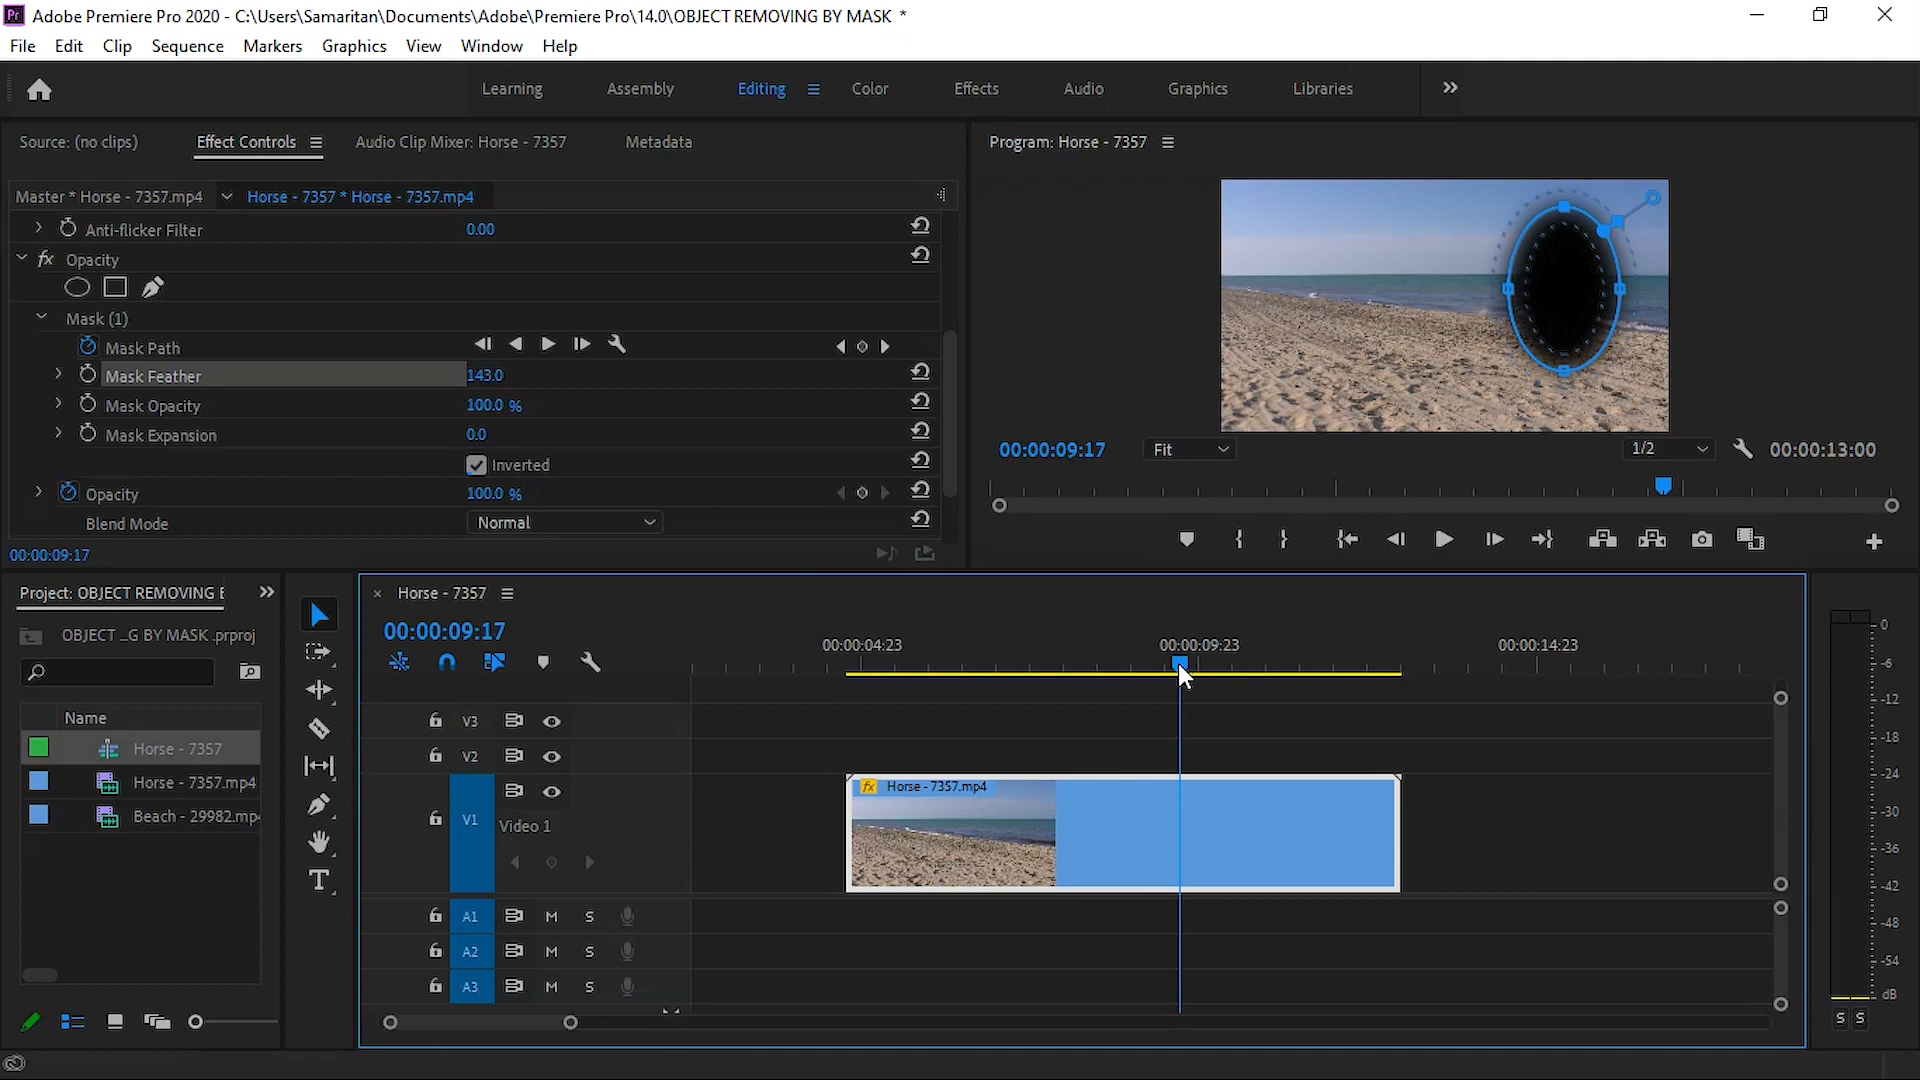 Pr Adobe Premiere Pro 2020 - C:\Users\Samaritan\Documents\Adobe\Premiere Pro\14.0\OBJECT REMOVING BY MASK *
File Edit Clip Sequence Markers Graphics View Window Help
Learning Assembly Editing Color Effects Audio Graphics Libraries
Source: (no clips) Effect Controls Audio Clip Mixer: Horse - 7357 Metadata
Program: Horse - 7357
Master * Horse - 7357.mp4 Horse - 7357 * Horse - 7357.mp4
Anti-flicker Filter 0.00
fx Opacity
Mask (1)
Mask Path
Mask Feather 143.0
Mask Opacity 100.0 %
Mask Expansion 0.0
Inverted
Opacity 100.0 %
Blend Mode Normal
00:00:09:17
00:00:09:17 Fit 1/2 00:00:13:00
Project: OBJECT REMOVING
OBJECT _G BY MASK .prproj
Name
Horse - 7357
Horse - 7357.mp4
Beach - 29982.mp
× Horse - 7357
00:00:09:17
00:00:04:23 00:00:09:23 00:00:14:23
V3
V2
V1 Video 1
fx Horse - 7357.mp4
A1 M S
A2 M S
A3 M S
0
-6
-12
-18
-24
-30
-36
-42
-48
-54
dB
S S